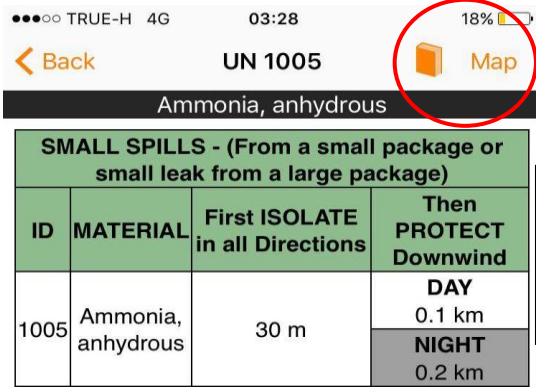 TRUE-H 4G 03:28 18%
Back UN 1005 Map
Ammonia, anhydrous
SMALL SPILLS - (From a small package or
small leak from a large package)
ID MATERIAL First ISOLATE in all Directions Then PROTECT Downwind
1005 Ammonia, anhydrous 30 m DAY 0.1 km
NIGHT 0.2 km